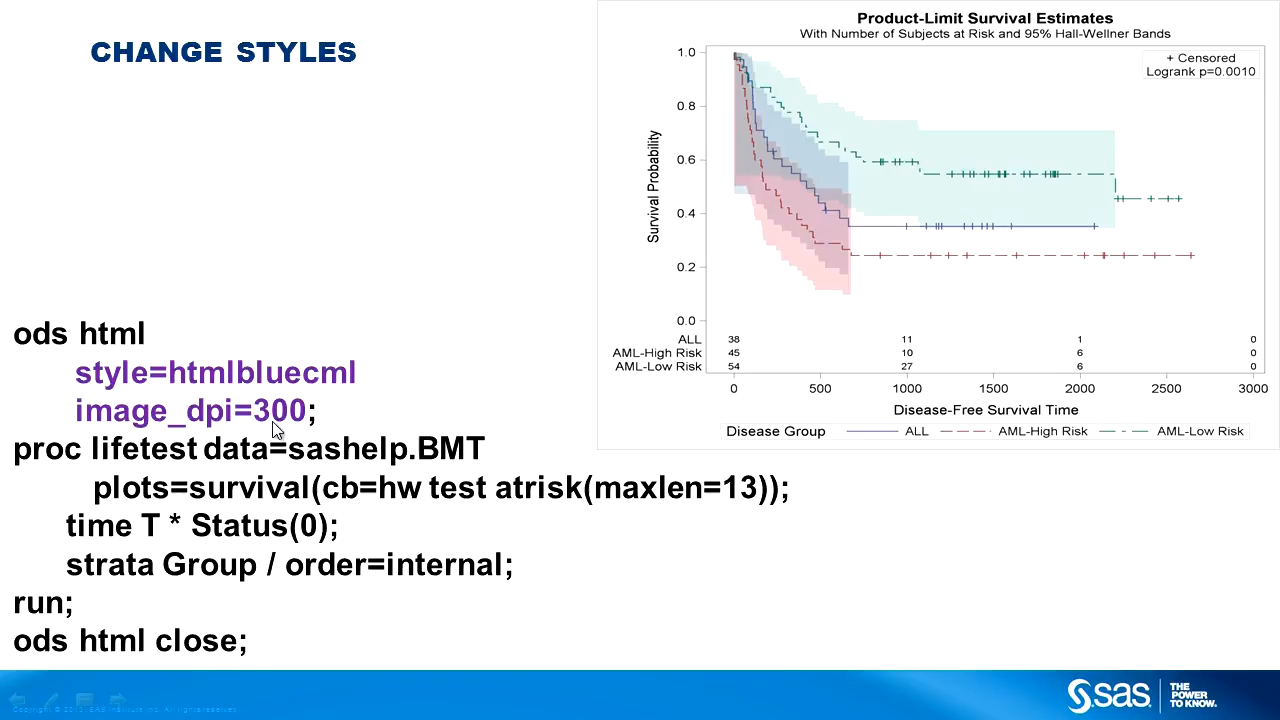 CHANGE STYLES
Product-Limit Survival Estimates
With Number of Subjects at Risk and 95% Hall-Wellner Bands
+ Censored
Logrank p=0.0010
Survival Probability
1.0
0.8
0.6
0.4
0.2
0.0
ALL 38 11 1 0
AML-High Risk 45 10 6 0
AML-Low Risk 54 27 6 0
0 500 1000 1500 2000 2500 3000
Disease-Free Survival Time
Disease Group ALL AML-High Risk AML-Low Risk
ods html
style=htmlbluecml
image_dpi=300;
proc lifetest data=sashelp.BMT
plots=survival(cb=hw test atrisk(maxlen=13));
time T * Status(0);
strata Group / order=internal;
run;
ods html close;
sas THE
POWER
TO KNOW.